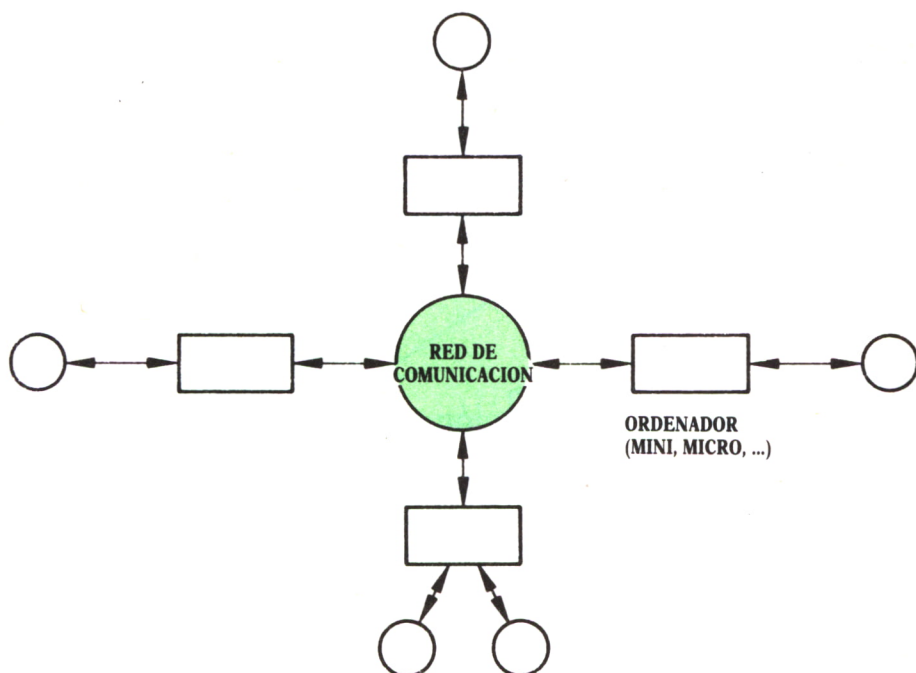 RED DE
COMUNICACION
ORDENADOR
(MINI, MICRO, ...)